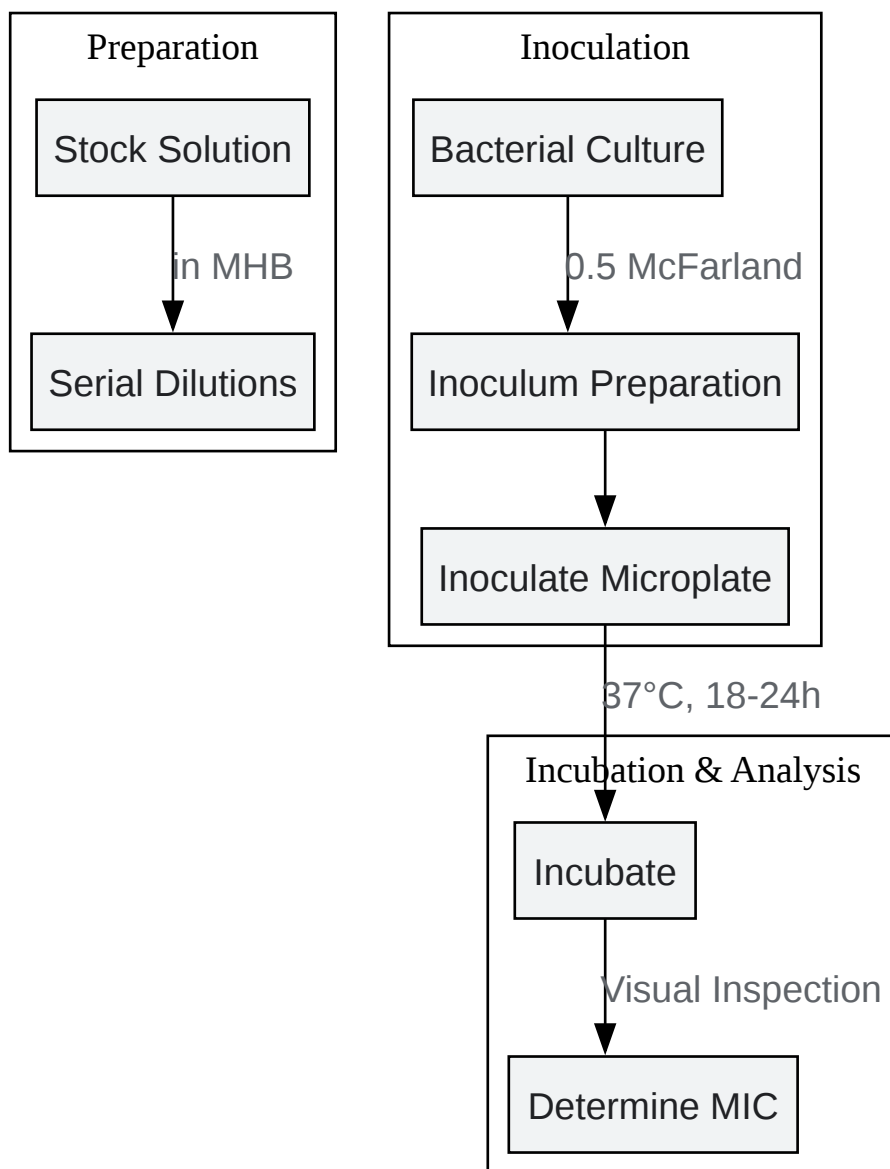 Preparation
Stock Solution
in MHB
Serial Dilutions
Inoculation
Bacterial Culture
0.5 McFarland
Inoculum Preparation
Inoculate Microplate
37°C, 18-24h
Incubation & Analysis
Incubate
Visual Inspection
Determine MIC